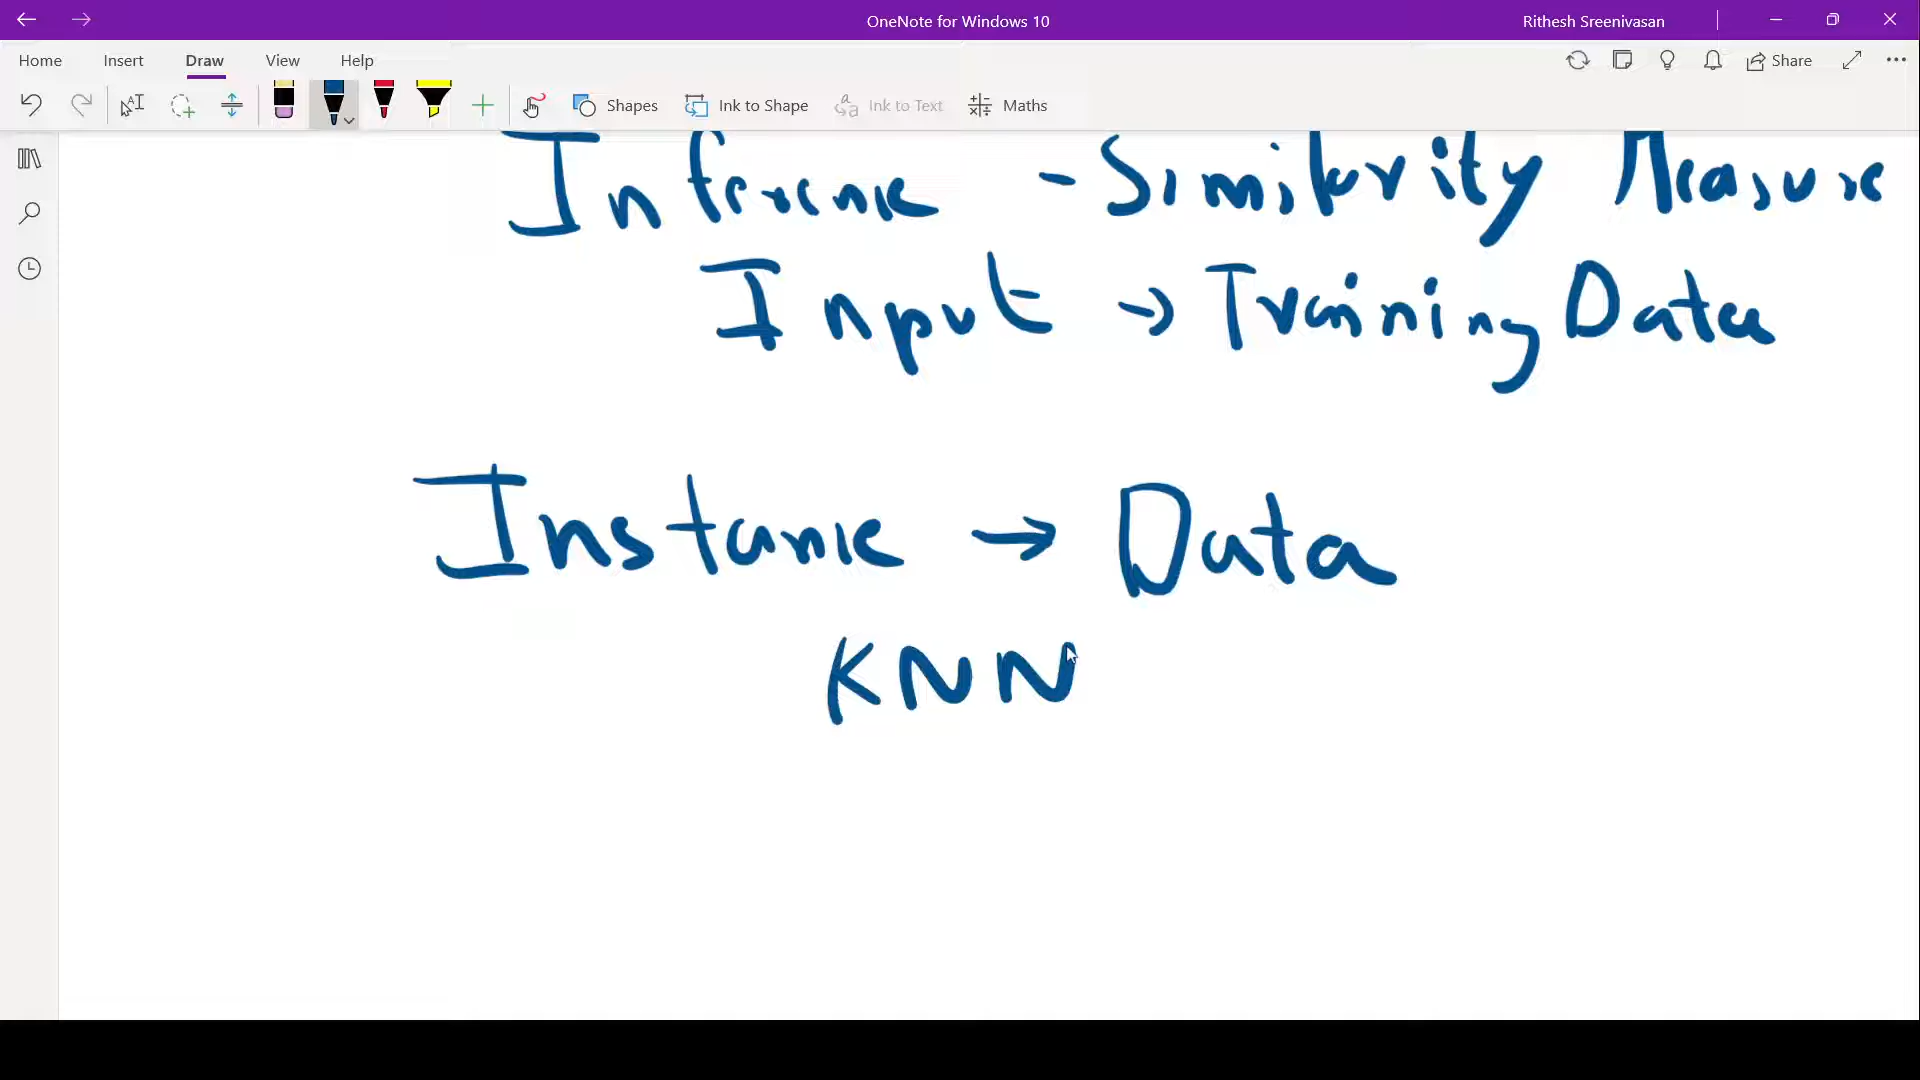 OneNote for Windows 10
Rithesh Sreenivasan
Home Insert Draw View Help Share
Shapes Ink to Shape Ink to Text Maths
Inference - Similarity Measure
Input → Training Data
Instance → Data
KNN